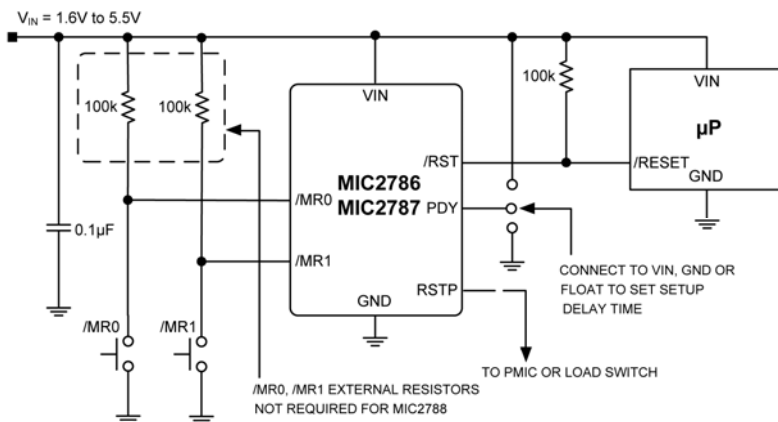 VIN = 1.6V to 5.5V
100k
100k
100k
VIN
VIN
µP
/RST
/RESET
GND
MIC2786
MIC2787
/MR0
PDY
0.1µF
/MR1
CONNECT TO VIN, GND OR
FLOAT TO SET SETUP
DELAY TIME
RSTP
GND
/MR0
/MR1
TO PMIC OR LOAD SWITCH
/MR0, /MR1 EXTERNAL RESISTORS
NOT REQUIRED FOR MIC2788